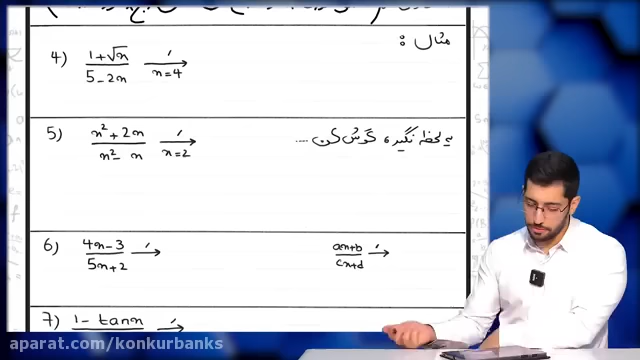 مثال :
4) (1+√x)/(5-2x) →′ x=4
5) (x²+2x)/(x²-x) →′ x=2
یه لحظه نگیر، گوش کن ....
6) (4x-3)/(5x+2) →′
(ax+b)/(cx+d) →′
7) 1- tanx →′
aparat.com/konkurbanks